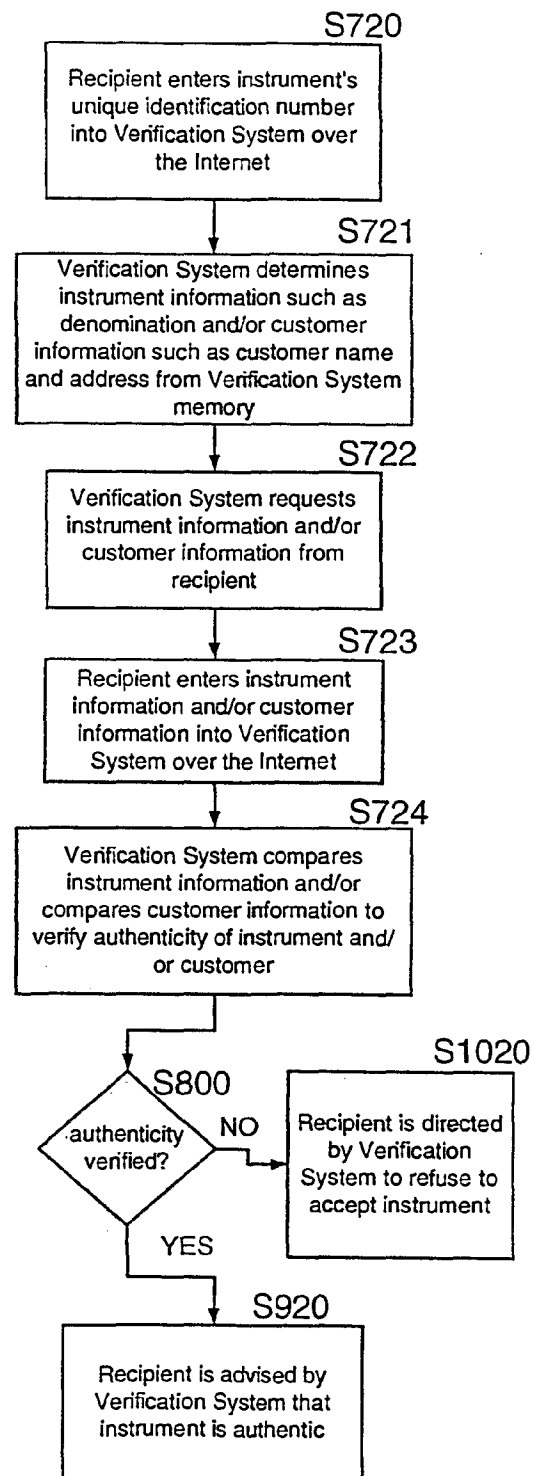 S720
Recipient enters instrument's
unique identification number
into Verification System over
the Internet
S721
Verification System determines
instrument information such as
denomination and/or customer
information such as customer name
and address from Verification System
memory
S722
Verification System requests
instrument information and/or
customer information from
recipient
S723
Recipient enters instrument
information and/or customer
information into Verification
System over the Internet
S724
Verification System compares
instrument information and/or
compares customer information to
verify authenticity of instrument and/
or customer
S800
authenticity
verified?
NO
S1020
Recipient is directed
by Verification
System to refuse to
accept instrument
YES
S920
Recipient is advised by
Verification System that
instrument is authentic